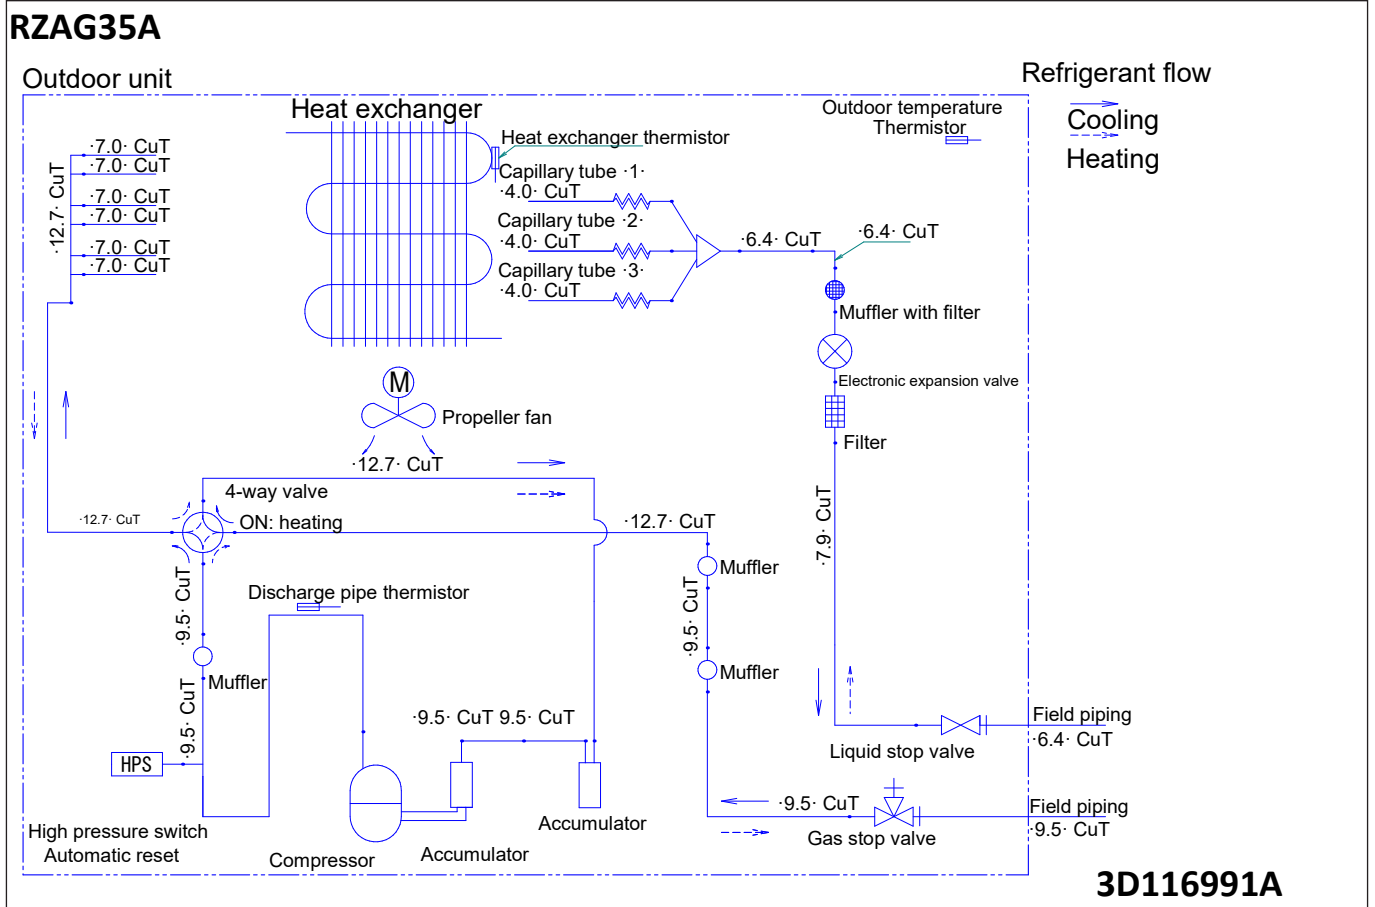 RZAG35A
Outdoor unit
Refrigerant flow
Cooling
Heating
Heat exchanger
Outdoor temperature
Thermistor
Heat exchanger thermistor
·7.0· CuT
·7.0· CuT
·7.0· CuT
·7.0· CuT
·7.0· CuT
·7.0· CuT
·12.7· CuT
Capillary tube ·1·
·4.0· CuT
Capillary tube ·2·
·4.0· CuT
Capillary tube ·3·
·4.0· CuT
·6.4· CuT
·6.4· CuT
Muffler with filter
Electronic expansion valve
Filter
M
Propeller fan
·12.7· CuT
4-way valve
ON: heating
·12.7· CuT
·12.7· CuT
·7.9· CuT
Muffler
·9.5· CuT
Muffler
Discharge pipe thermistor
·9.5· CuT
Muffler
·9.5· CuT
·9.5· CuT 9.5· CuT
HPS
High pressure switch
Automatic reset
Compressor
Accumulator
Accumulator
Liquid stop valve
Field piping
·6.4· CuT
·9.5· CuT
Gas stop valve
Field piping
·9.5· CuT
3D116991A